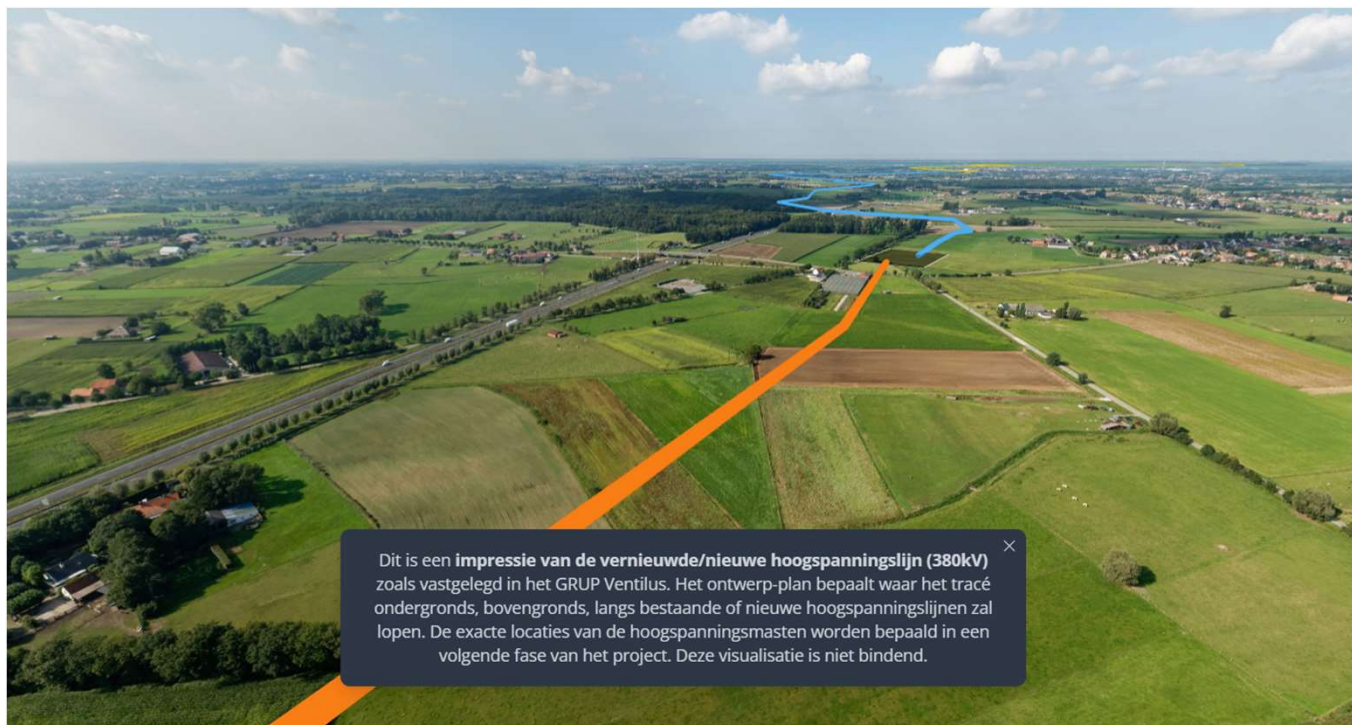 Dit is een impressie van de vernieuwde/nieuwe hoogspanningslijn (380kV)
zoals vastgelegd in het GRUP Ventilus. Het ontwerp-plan bepaalt waar het tracé
ondergronds, bovengronds, langs bestaande of nieuwe hoogspanningslijnen zal
lopen. De exacte locaties van de hoogspanningsmasten worden bepaald in een
volgende fase van het project. Deze visualisatie is niet bindend.